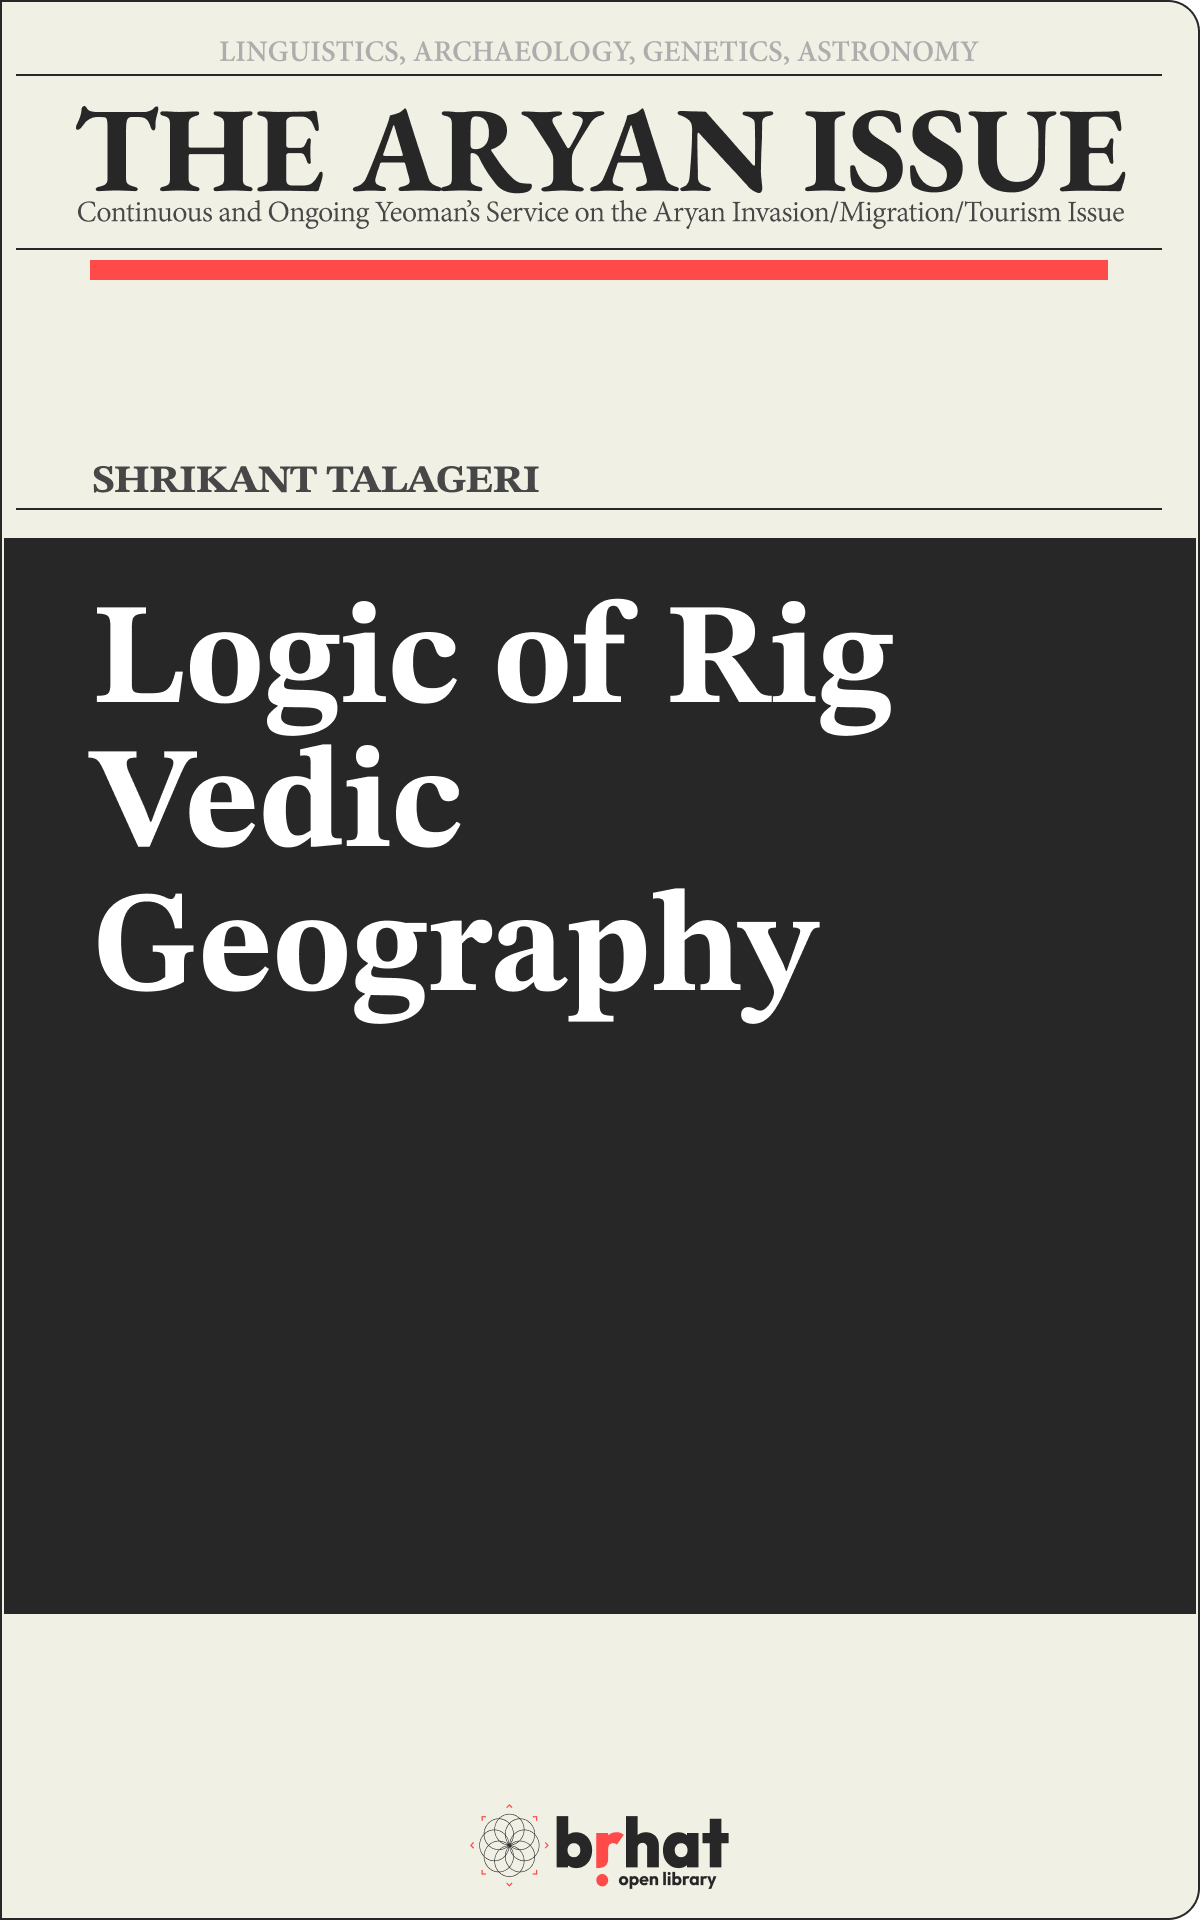 LINGUISTICS, ARCHAEOLOGY, GENETICS, ASTRONOMY
THE ARYAN ISSUE
Continuous and Ongoing Yeoman’s Service on the Aryan Invasion/Migration/Tourism Issue
SHRIKANT TALAGERI
Logic of Rig
Vedic
Geography
bṛhat
open library